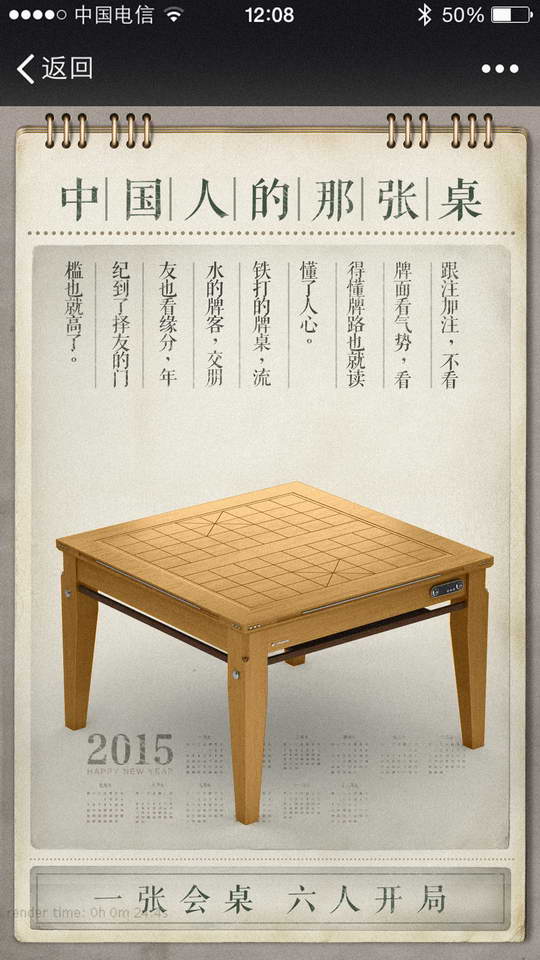 中国电信
12:08
50%
返回
中国人的那张桌
跟注加注，不看
牌面看气势，看
得懂牌路也就读
懂了人心。
铁打的牌桌，流
水的牌客，交朋
友也看缘分，年
纪到了择友的门
槛也就高了。
2015
HAPPY NEW YEAR
一张会桌 六人开局
render time: 0h 0m 24.4s